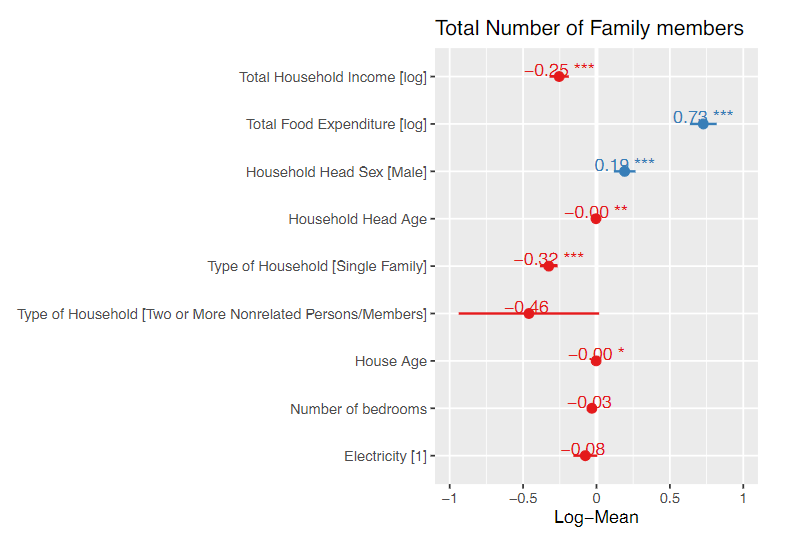 Total Number of Family members
Total Household Income [log]
−0.25 ***
Total Food Expenditure [log]
0.73 ***
Household Head Sex [Male]
0.19 ***
Household Head Age
−0.00 **
Type of Household [Single Family]
−0.32 ***
Type of Household [Two or More Nonrelated Persons/Members]
−0.46
House Age
−0.00 *
Number of bedrooms
−0.03
Electricity [1]
−0.08
−1 −0.5 0 0.5 1
Log−Mean